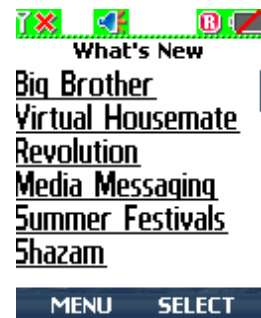 R
What's New
Big Brother
Virtual Housemate
Revolution
Media Messaging
Summer Festivals
Shazam
MENU SELECT